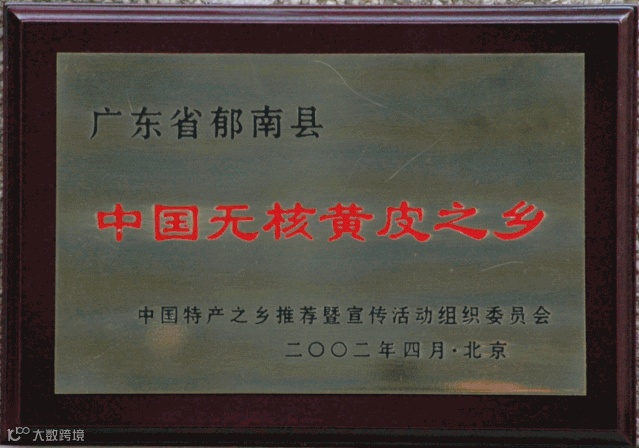 广东省郁南县
中国无核黄皮之乡
中国特产之乡推荐暨宣传活动组织委员会
二〇〇二年四月·北京
大数跨境